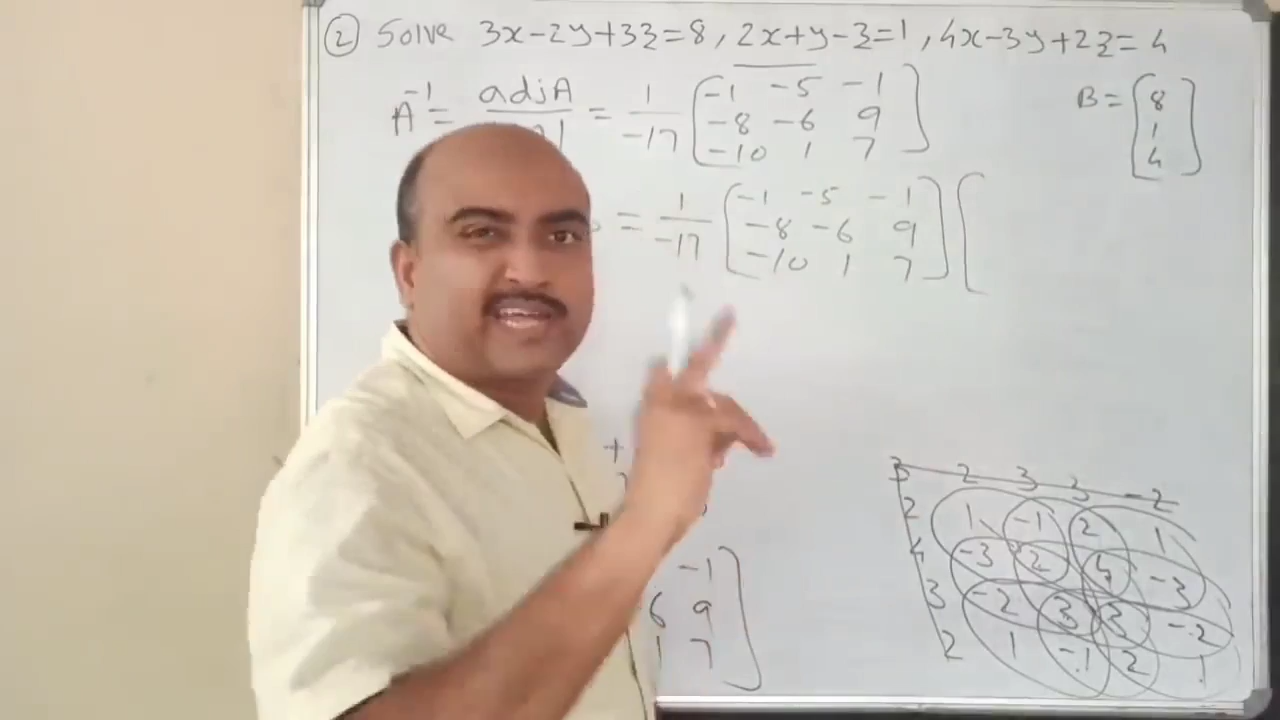 ② Solve 3x-2y+3z=8, 2x+y-z=1, 4x-3y+2z=4
A⁻¹ = adjA = 1/-17 [-1 -5 -1
-8 -6 9
-10 1 7]
B = [8
1
4]
= 1/-17 [-1 -5 -1
-8 -6 9
-10 1 7] [
+
-1
6 9
1 7]
3 2 3 3 -2
2 1 -1 2 1
4 -3 2 4 -3
3 -2 3 3 -2
2 1 -1 2 1